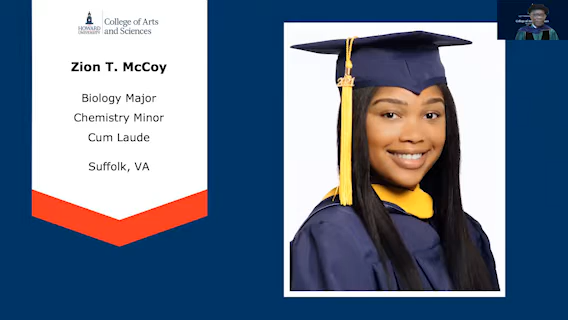 HOWARD
UNIVERSITY
College of Arts
and Sciences
Zion T. McCoy
Biology Major
Chemistry Minor
Cum Laude
Suffolk, VA